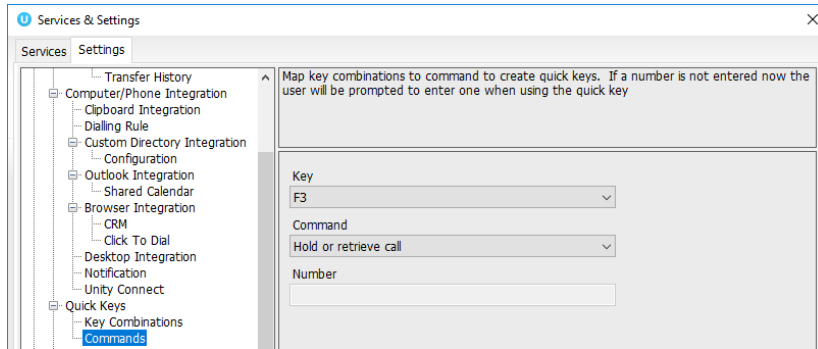 Services & Settings
Services
Settings
Transfer History
Computer/Phone Integration
Clipboard Integration
Dialling Rule
Custom Directory Integration
Configuration
Outlook Integration
Shared Calendar
Browser Integration
CRM
Click To Dial
Desktop Integration
Notification
Unity Connect
Quick Keys
Key Combinations
Commands
Map key combinations to command to create quick keys. If a number is not entered now the
user will be prompted to enter one when using the quick key
Key
F3
Command
Hold or retrieve call
Number